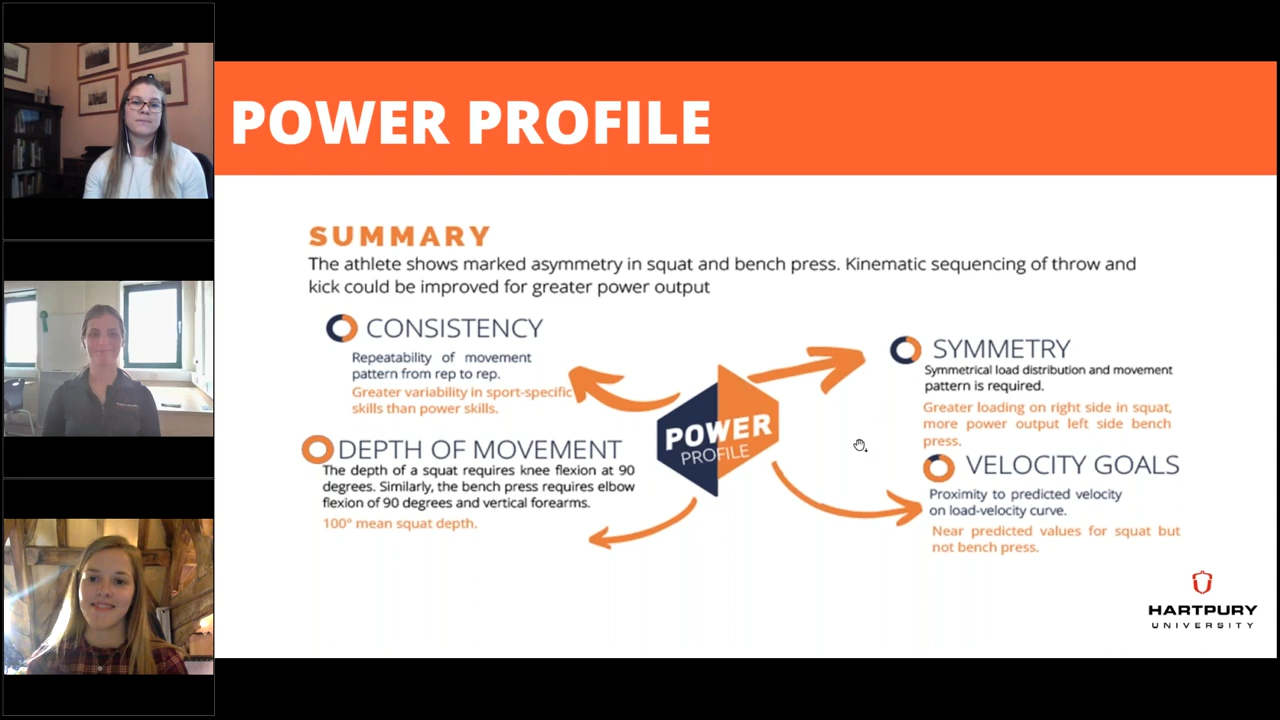 POWER PROFILE
SUMMARY
The athlete shows marked asymmetry in squat and bench press. Kinematic sequencing of throw and
kick could be improved for greater power output
CONSISTENCY
Repeatability of movement
pattern from rep to rep.
Greater variability in sport-specific
skills than power skills.
DEPTH OF MOVEMENT
The depth of a squat requires knee flexion at 90
degrees. Similarly, the bench press requires elbow
flexion of 90 degrees and vertical forearms.
100° mean squat depth.
POWER
PROFILE
SYMMETRY
Symmetrical load distribution and movement
pattern is required.
Greater loading on right side in squat,
more power output left side bench
press.
VELOCITY GOALS
Proximity to predicted velocity
on load-velocity curve.
Near predicted values for squat but
not bench press.
HARTPURY
UNIVERSITY